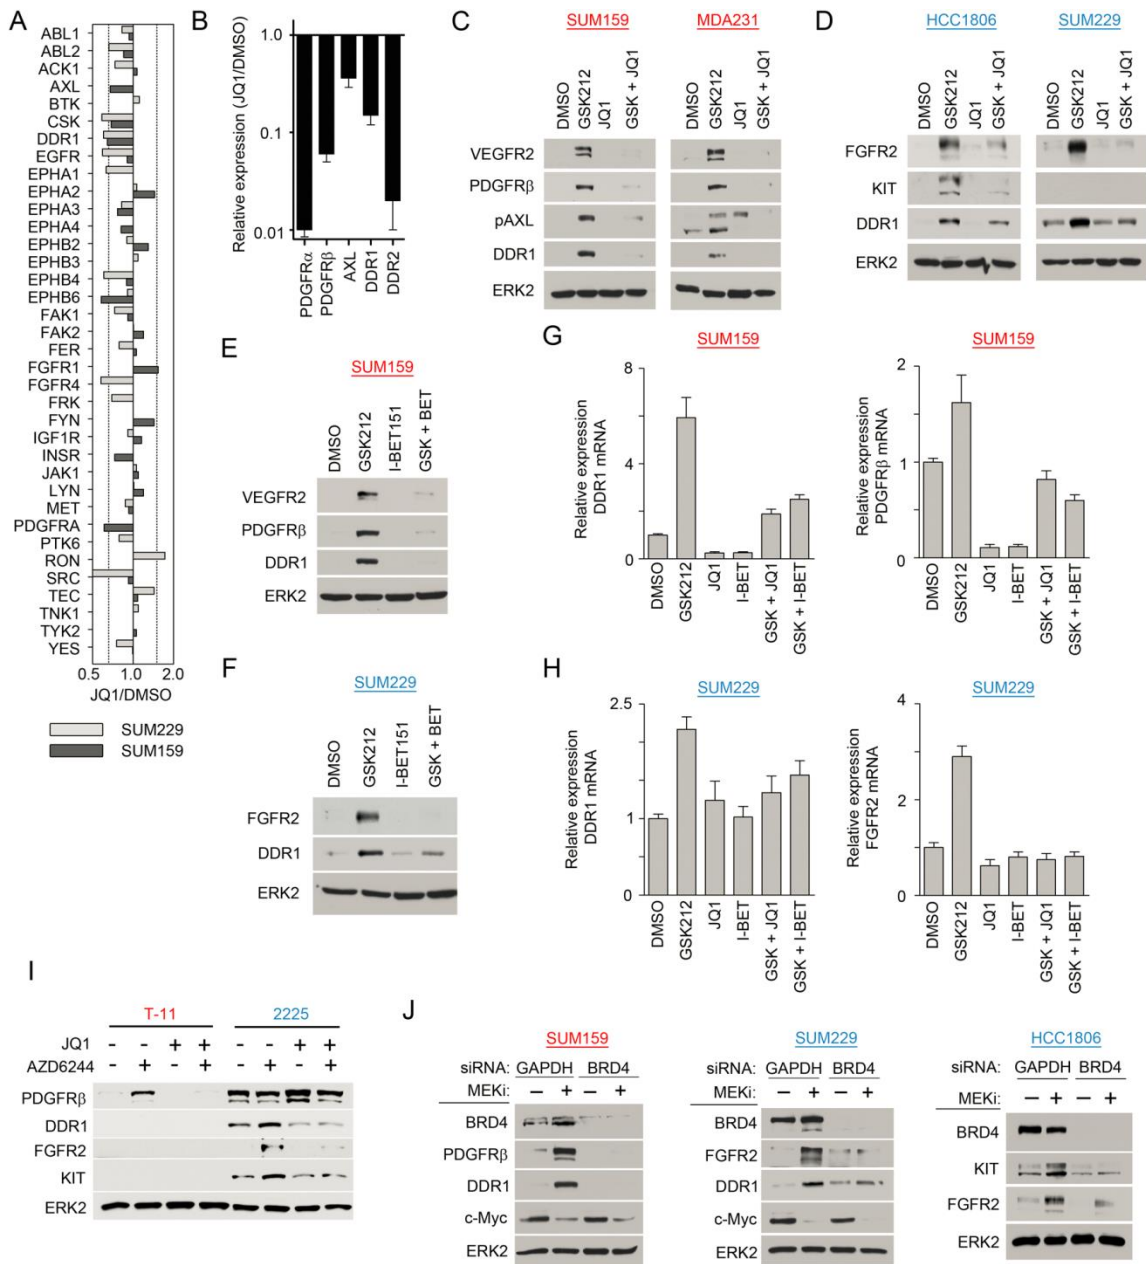 A
ABL1
ABL2
ACK1
AXL
BTK
CSK
DDR1
EGFR
EPHA1
EPHA2
EPHA3
EPHA4
EPHB2
EPHB3
EPHB4
EPHB6
FAK1
FAK2
FER
FGFR1
FGFR4
FRK
FYN
IGF1R
INSR
JAK1
LYN
MET
PDGFRA
PTK6
RON
SRC
TEC
TNK1
TYK2
YES
0.5 1.0 2.0
JQ1/DMSO
SUM229
SUM159
B
Relative expression (JQ1/DMSO)
1.0
0.1
0.01
PDGFRα
PDGFRβ
AXL
DDR1
DDR2
C
SUM159 MDA231
DMSO GSK212 JQ1 GSK + JQ1 DMSO GSK212 JQ1 GSK + JQ1
VEGFR2
PDGFRβ
pAXL
DDR1
ERK2
D
HCC1806 SUM229
DMSO GSK212 JQ1 GSK + JQ1 DMSO GSK212 JQ1 GSK + JQ1
FGFR2
KIT
DDR1
ERK2
E
SUM159
DMSO GSK212 I-BET151 GSK + BET
VEGFR2
PDGFRβ
DDR1
ERK2
F
SUM229
DMSO GSK212 I-BET151 GSK + BET
FGFR2
DDR1
ERK2
G
SUM159
Relative expression
DDR1 mRNA
8
4
0
DMSO GSK212 JQ1 I-BET GSK + JQ1 GSK + I-BET
SUM159
Relative expression
PDGFRβ mRNA
2
1
0
DMSO GSK212 JQ1 I-BET GSK + JQ1 GSK + I-BET
H
SUM229
Relative expression
DDR1 mRNA
2.5
1
0
DMSO GSK212 JQ1 I-BET GSK + JQ1 GSK + I-BET
SUM229
Relative expression
FGFR2 mRNA
4
2
0
DMSO GSK212 JQ1 I-BET GSK + JQ1 GSK + I-BET
I
T-11 2225
JQ1 - - + + - - + +
AZD6244 - + - + - + - +
PDGFRβ
DDR1
FGFR2
KIT
ERK2
J
SUM159
siRNA: GAPDH BRD4
MEKi: − + − +
BRD4
PDGFRβ
DDR1
c-Myc
ERK2
SUM229
siRNA: GAPDH BRD4
MEKi: − + − +
BRD4
FGFR2
DDR1
c-Myc
ERK2
HCC1806
siRNA: GAPDH BRD4
MEKi: − + − +
BRD4
KIT
FGFR2
ERK2